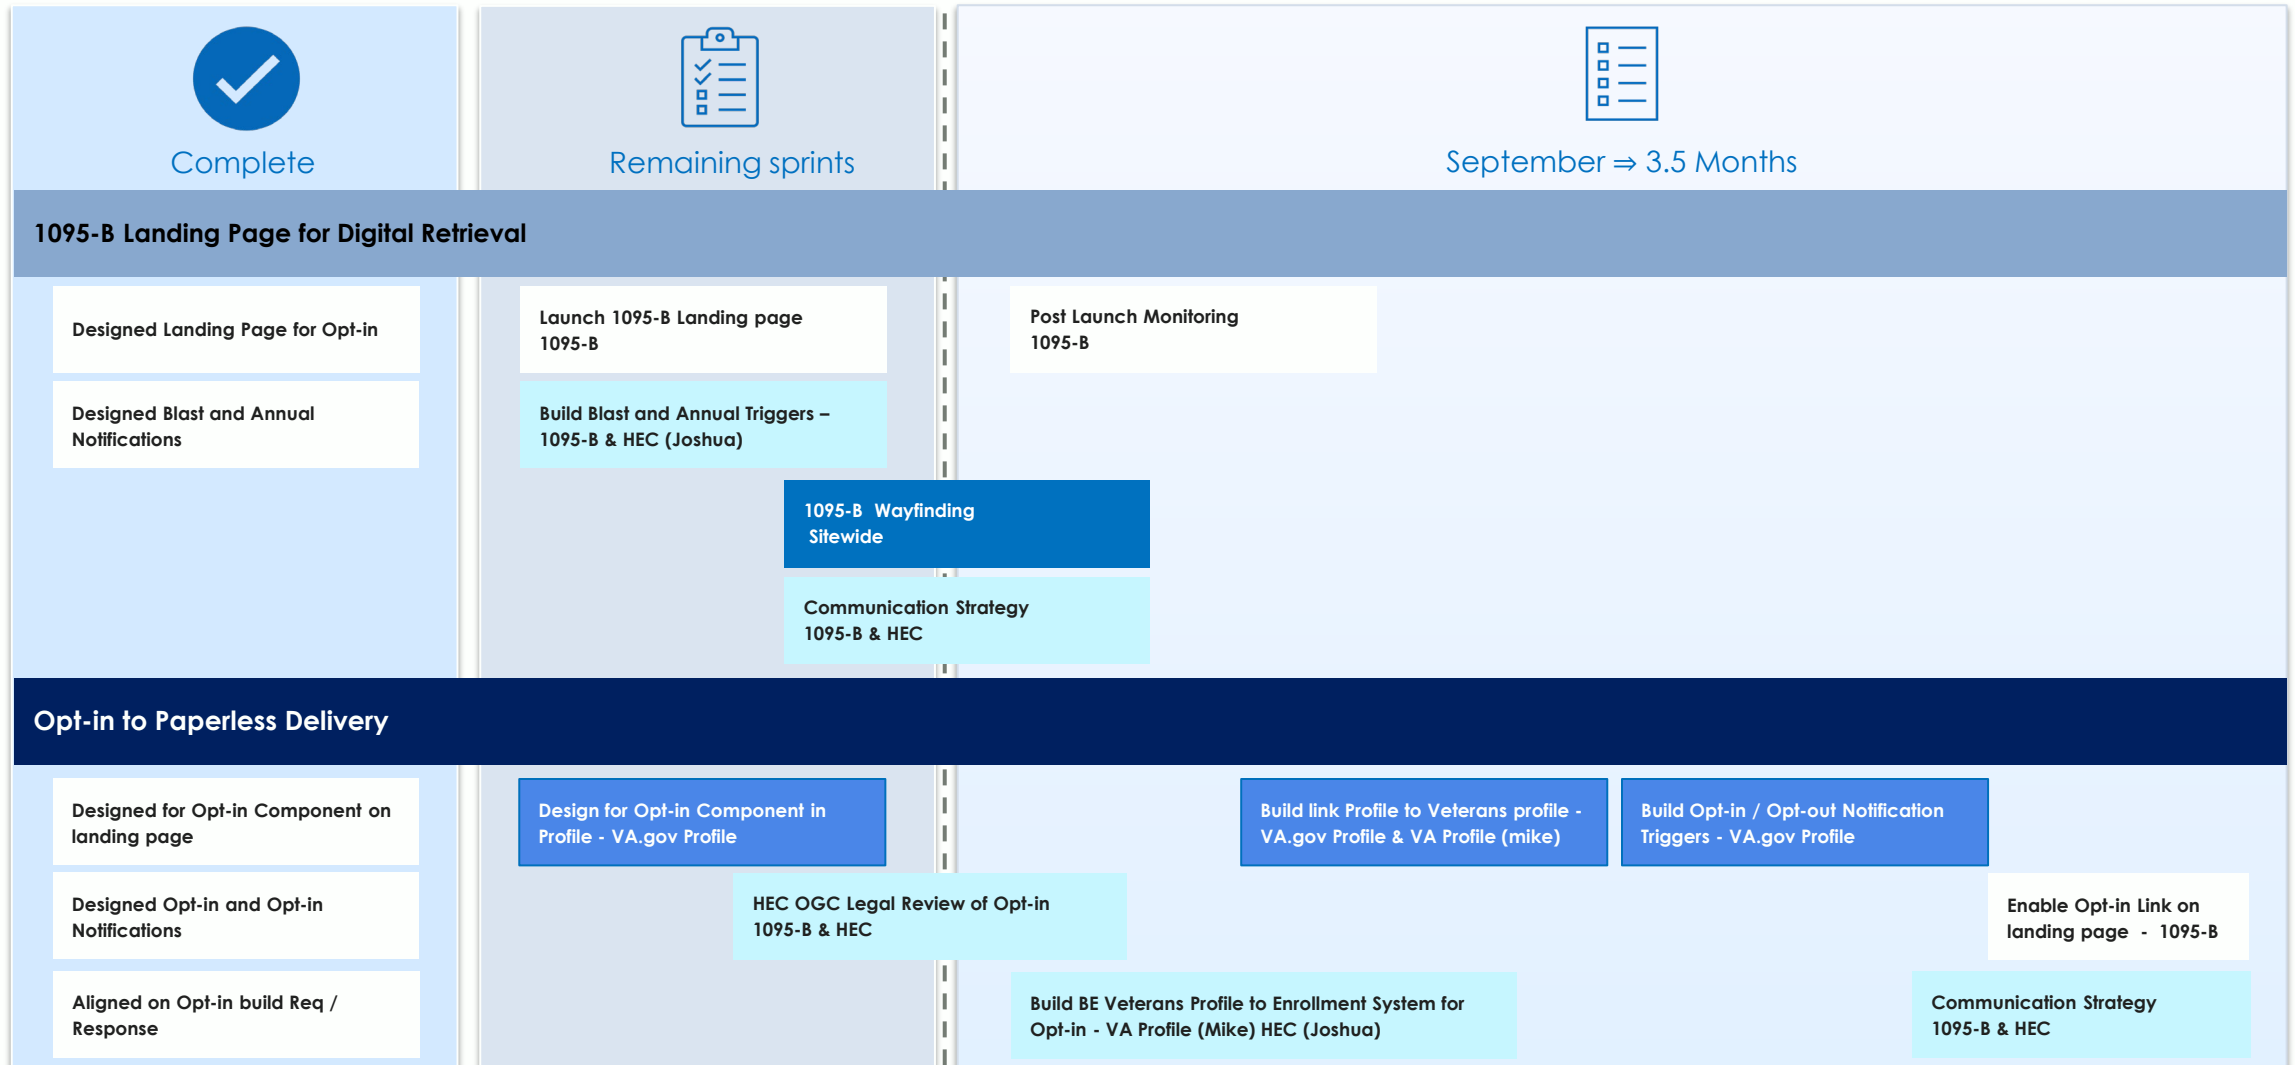 Complete
Remaining sprints
September ⇒ 3.5 Months
1095-B Landing Page for Digital Retrieval
Designed Landing Page for Opt-in
Launch 1095-B Landing page
1095-B
Post Launch Monitoring
1095-B
Designed Blast and Annual
Notifications
Build Blast and Annual Triggers –
1095-B & HEC (Joshua)
1095-B Wayfinding
Sitewide
Communication Strategy
1095-B & HEC
Opt-in to Paperless Delivery
Designed for Opt-in Component on
landing page
Design for Opt-in Component in
Profile - VA.gov Profile
Build link Profile to Veterans profile -
VA.gov Profile & VA Profile (mike)
Build Opt-in / Opt-out Notification
Triggers - VA.gov Profile
Designed Opt-in and Opt-in
Notifications
HEC OGC Legal Review of Opt-in
1095-B & HEC
Enable Opt-in Link on
landing page - 1095-B
Aligned on Opt-in build Req /
Response
Build BE Veterans Profile to Enrollment System for
Opt-in - VA Profile (Mike) HEC (Joshua)
Communication Strategy
1095-B & HEC